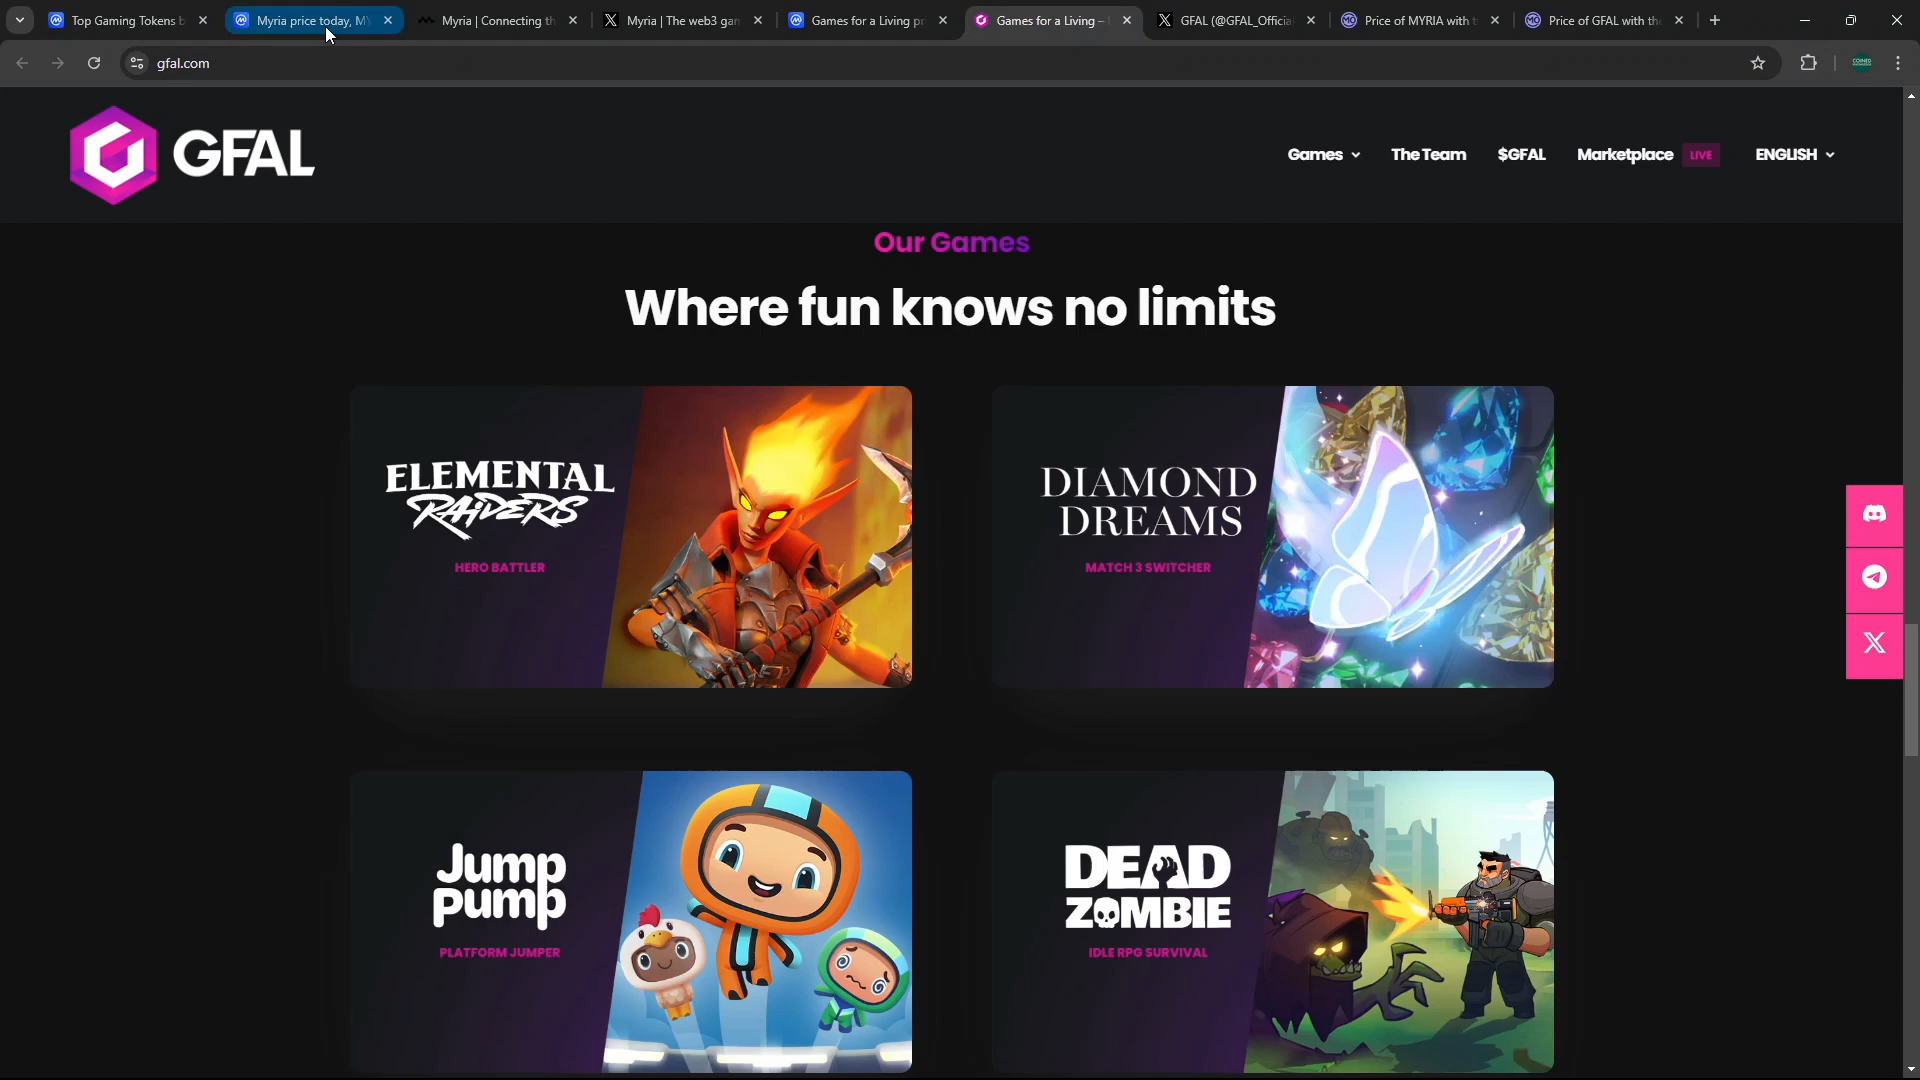 Top Gaming Tokens b
Myria price today, MY
Myria | Connecting th
Myria | The web3 gam
Games for a Living pr
Games for a Living –
GFAL (@GFAL_Official
Price of MYRIA with t
Price of GFAL with the
gfal.com
GFAL
Games
The Team
$GFAL
Marketplace
LIVE
ENGLISH
Our Games
Where fun knows no limits
ELEMENTAL
RAIDERS
HERO BATTLER
DIAMOND
DREAMS
MATCH 3 SWITCHER
Jump
pump
PLATFORM JUMPER
DEAD
ZOMBIE
IDLE RPG SURVIVAL